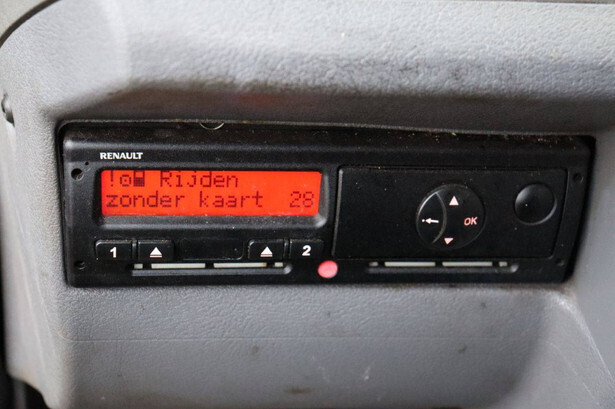 RENAULT
! Rijden
zonder kaart 28
1 2
OK